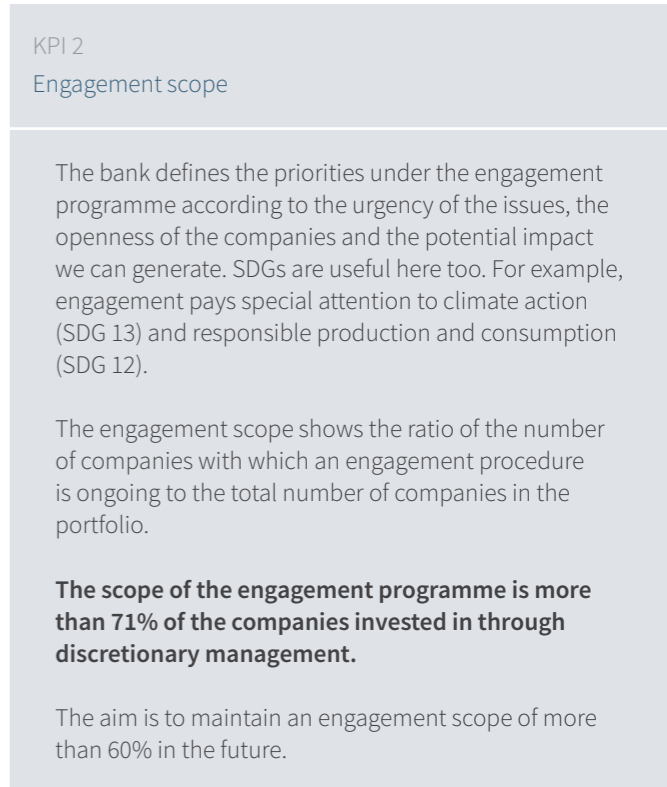 KPI 2
Engagement scope
The bank defines the priorities under the engagement
programme according to the urgency of the issues, the
openness of the companies and the potential impact
we can generate. SDGs are useful here too. For example,
engagement pays special attention to climate action
(SDG 13) and responsible production and consumption
(SDG 12).
The engagement scope shows the ratio of the number
of companies with which an engagement procedure
is ongoing to the total number of companies in the
portfolio.
The scope of the engagement programme is more
than 71% of the companies invested in through
discretionary management.
The aim is to maintain an engagement scope of more
than 60% in the future.